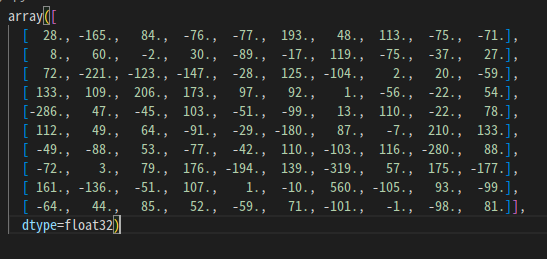 array([
[ 28., -165., 84., -76., -77., 193., 48., 113., -75., -71.],
[ 8., 60., -2., 30., -89., -17., 119., -75., -37., 27.],
[ 72., -221., -123., -147., -28., 125., -104., 2., 20., -59.],
[ 133., 109., 206., 173., 97., 92., 1., -56., -22., 54.],
[-286., 47., -45., 103., -51., -99., 13., 110., -22., 78.],
[ 112., 49., 64., -91., -29., -180., 87., -7., 210., 133.],
[ -49., -88., 53., -77., -42., 110., -103., 116., -280., 88.],
[ -72., 3., 79., 176., -194., 139., -319., 57., 175., -177.],
[ 161., -136., -51., 107., 1., -10., 560., -105., 93., -99.],
[ -64., 44., 85., 52., -59., 71., -101., -1., -98., 81.]],
dtype=float32)